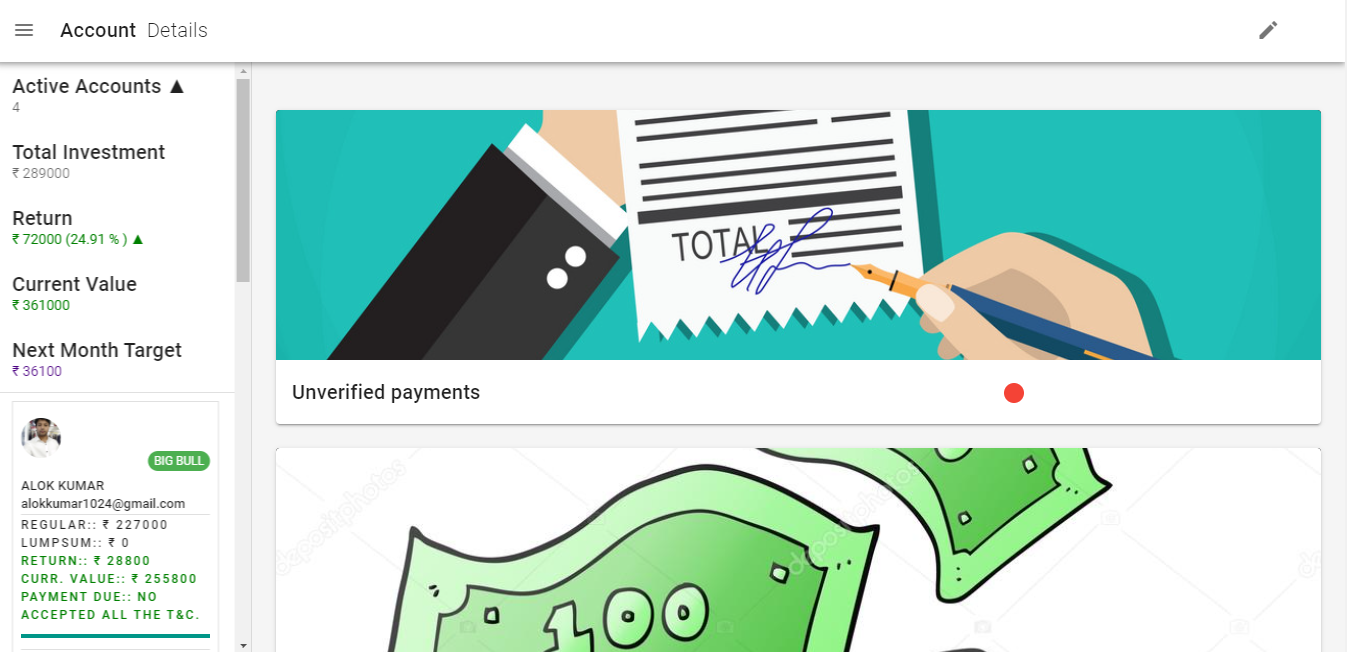 Account Details
Active Accounts ▲
4
Total Investment
₹ 289000
Return
₹ 72000 (24.91 % ) ▲
Current Value
₹ 361000
Next Month Target
₹ 36100
BIG BULL
ALOK KUMAR
alokkumar1024@gmail.com
REGULAR:: ₹ 227000
LUMPSUM:: ₹ 0
RETURN:: ₹ 28800
CURR. VALUE:: ₹ 255800
PAYMENT DUE:: NO
ACCEPTED ALL THE T&C.
TOTAL
Unverified payments
depositphotos
depositphotos
100